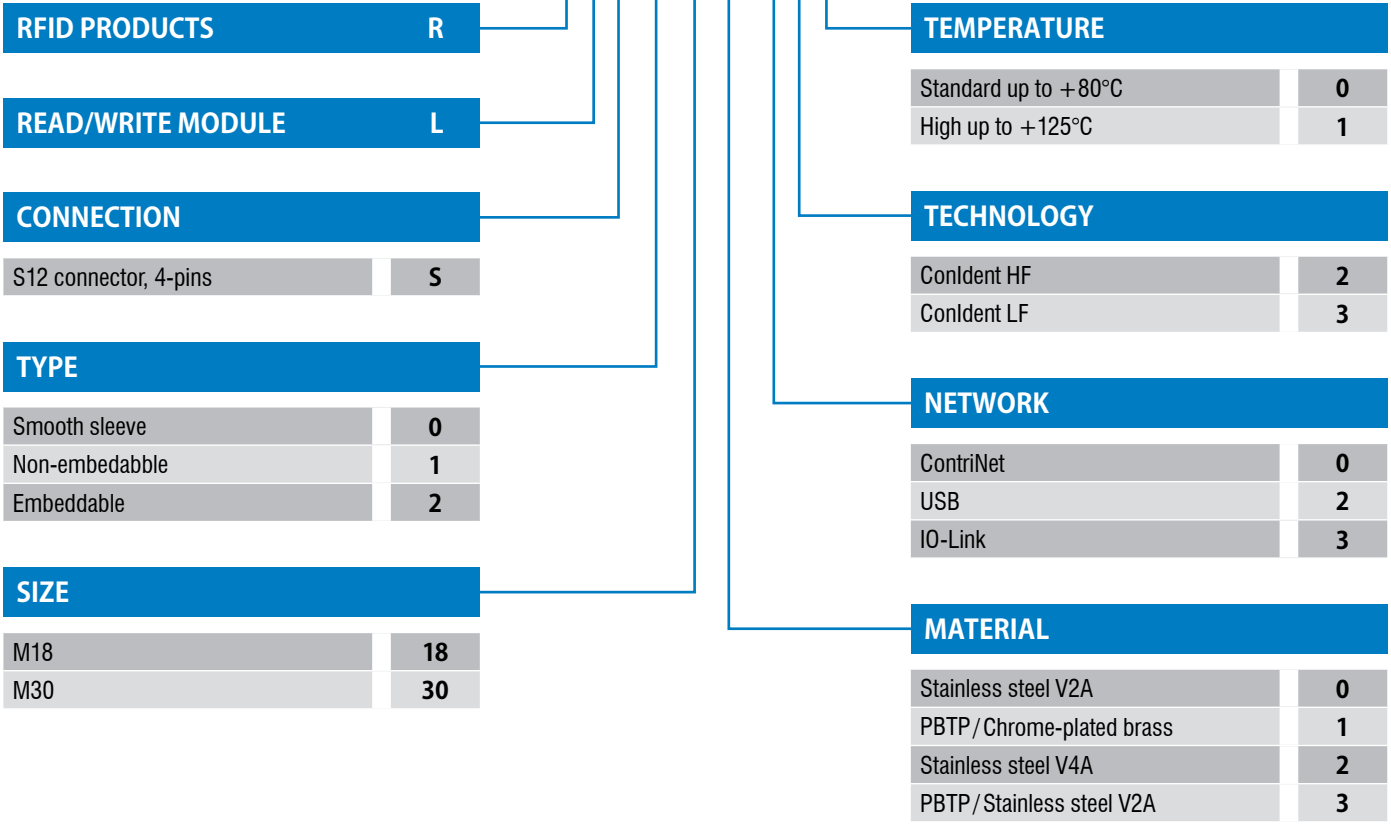 RFID PRODUCTS R
READ/WRITE MODULE L
CONNECTION
S12 connector, 4-pins S
TYPE
Smooth sleeve 0
Non-embedabble 1
Embeddable 2
SIZE
M18 18
M30 30
TEMPERATURE
Standard up to +80°C 0
High up to +125°C 1
TECHNOLOGY
ConIdent HF 2
ConIdent LF 3
NETWORK
ContriNet 0
USB 2
IO-Link 3
MATERIAL
Stainless steel V2A 0
PBTP/Chrome-plated brass 1
Stainless steel V4A 2
PBTP/Stainless steel V2A 3